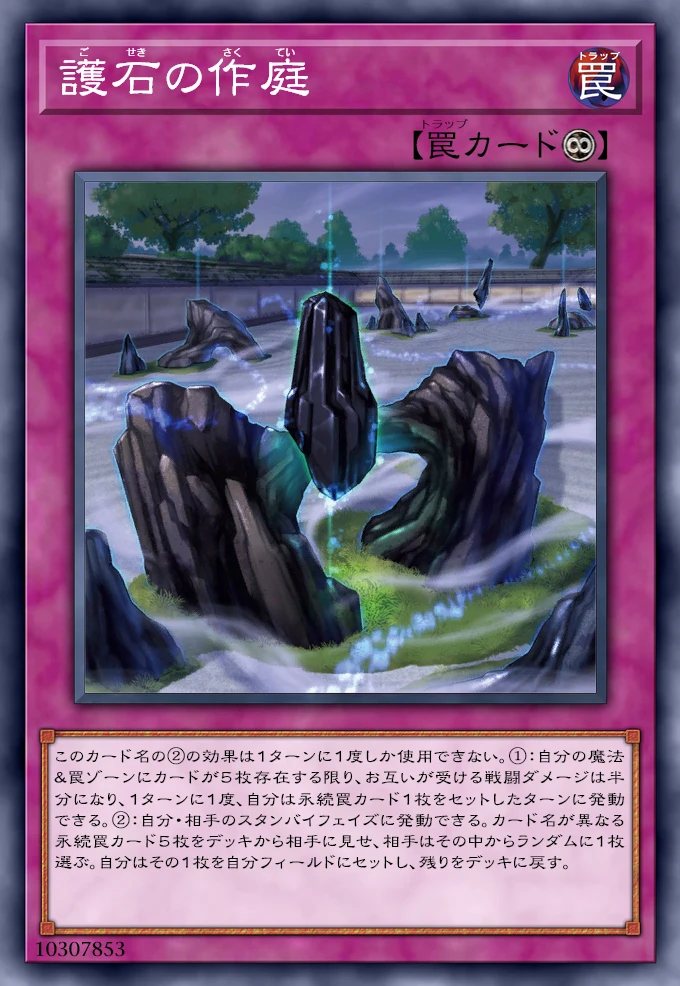 ご せき さく てい
護石の作庭
トラップ
罠
トラップ
【罠カード♾】
このカード名の②の効果は1ターンに1度しか使用できない。①：自分の魔法
&罠ゾーンにカードが５枚存在する限り、お互いが受ける戦闘ダメージは半
分になり、1ターンに１度、自分は永続罠カード１枚をセットしたターンに発動
できる。②：自分・相手のスタンバイフェイズに発動できる。カード名が異なる
永続罠カード５枚をデッキから相手に見せ、相手はその中からランダムに１枚
選ぶ。自分はその１枚を自分フィールドにセットし、残りをデッキに戻す。
10307853